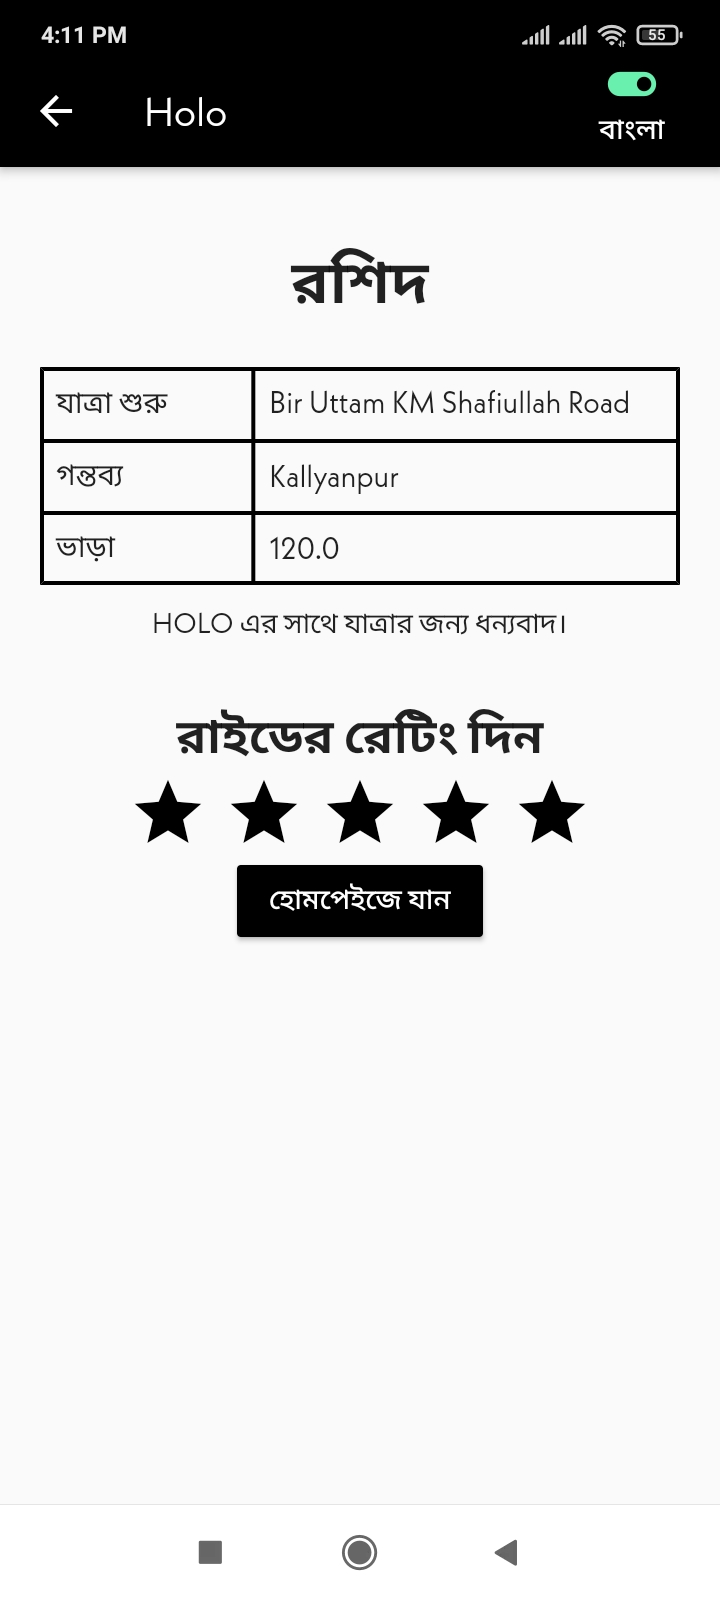 4:11 PM
55
Holo
বাংলা
রশিদ
যাত্রা শুরু
Bir Uttam KM Shafiullah Road
গন্তব্য
Kallyanpur
ভাড়া
120.0
HOLO এর সাথে যাত্রার জন্য ধন্যবাদ।
রাইডের রেটিং দিন
হোমপেইজে যান